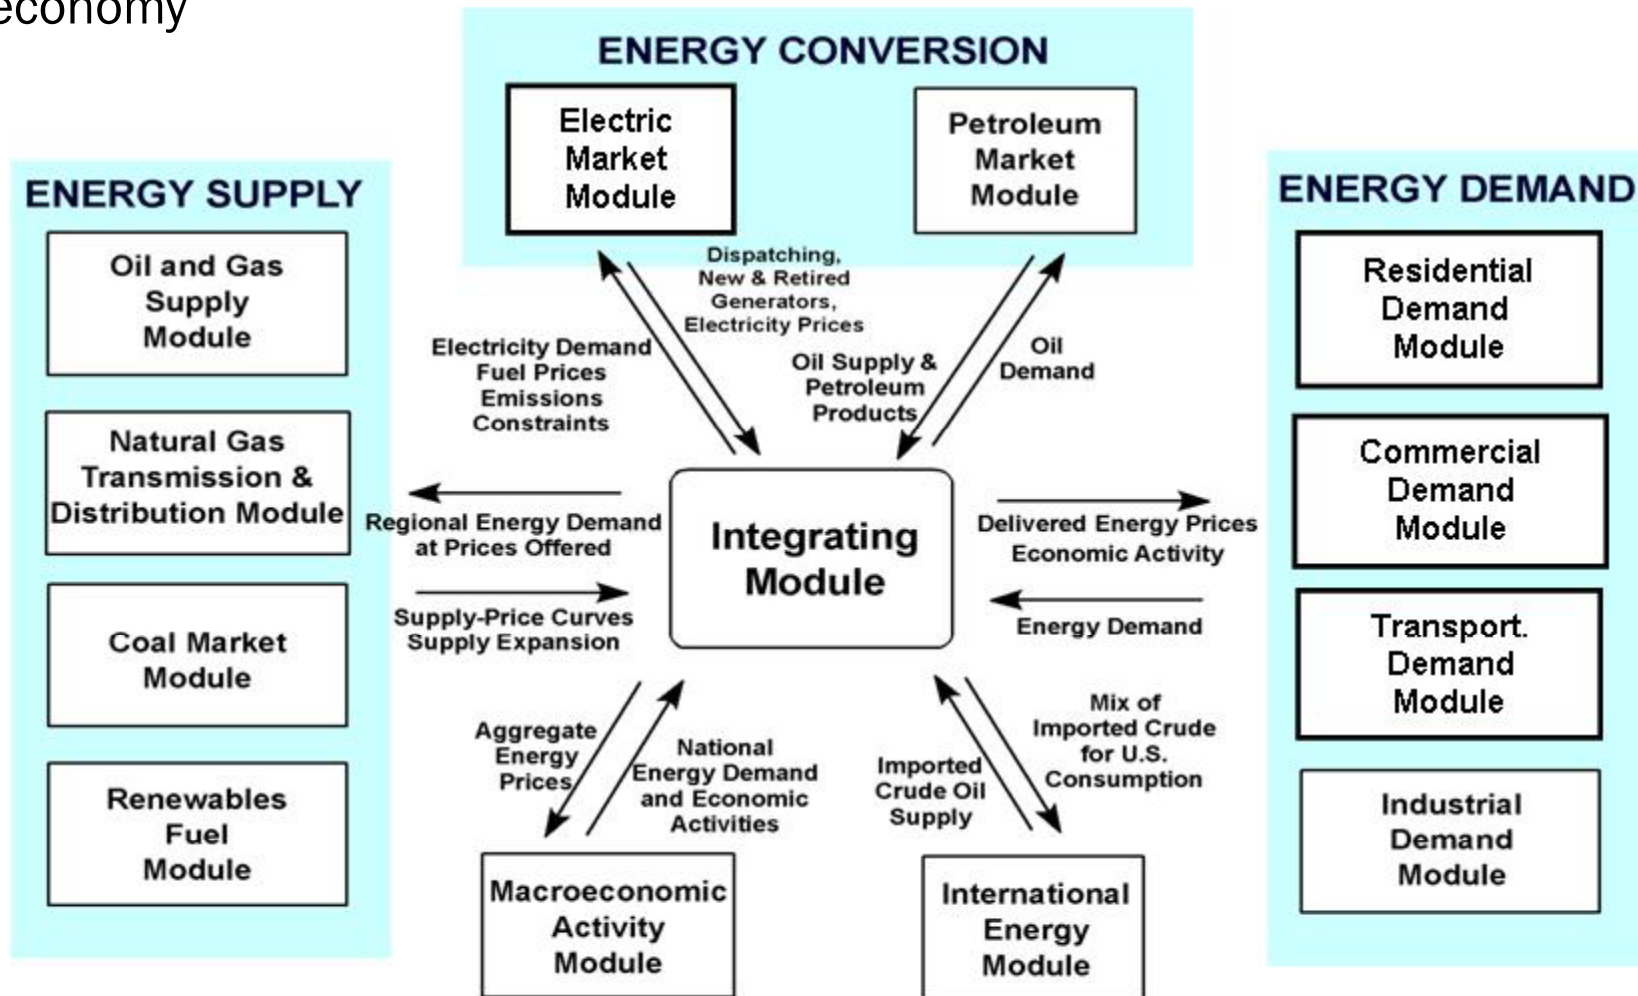 economy
ENERGY CONVERSION
Electric
Market
Module
Petroleum
Market
Module
ENERGY SUPPLY
Oil and Gas
Supply
Module
Natural Gas
Transmission &
Distribution Module
Coal Market
Module
Renewables
Fuel
Module
Dispatching,
New & Retired
Generators,
Electricity Prices
Electricity Demand
Fuel Prices
Emissions
Constraints
Oil Supply &
Petroleum
Products
Oil
Demand
Regional Energy Demand
at Prices Offered
Supply-Price Curves
Supply Expansion
Integrating
Module
Delivered Energy Prices
Economic Activity
Energy Demand
Aggregate
Energy
Prices
National
Energy Demand
and Economic
Activities
Imported
Crude Oil
Supply
Mix of
Imported Crude
for U.S.
Consumption
Macroeconomic
Activity
Module
International
Energy
Module
ENERGY DEMAND
Residential
Demand
Module
Commercial
Demand
Module
Transport.
Demand
Module
Industrial
Demand
Module